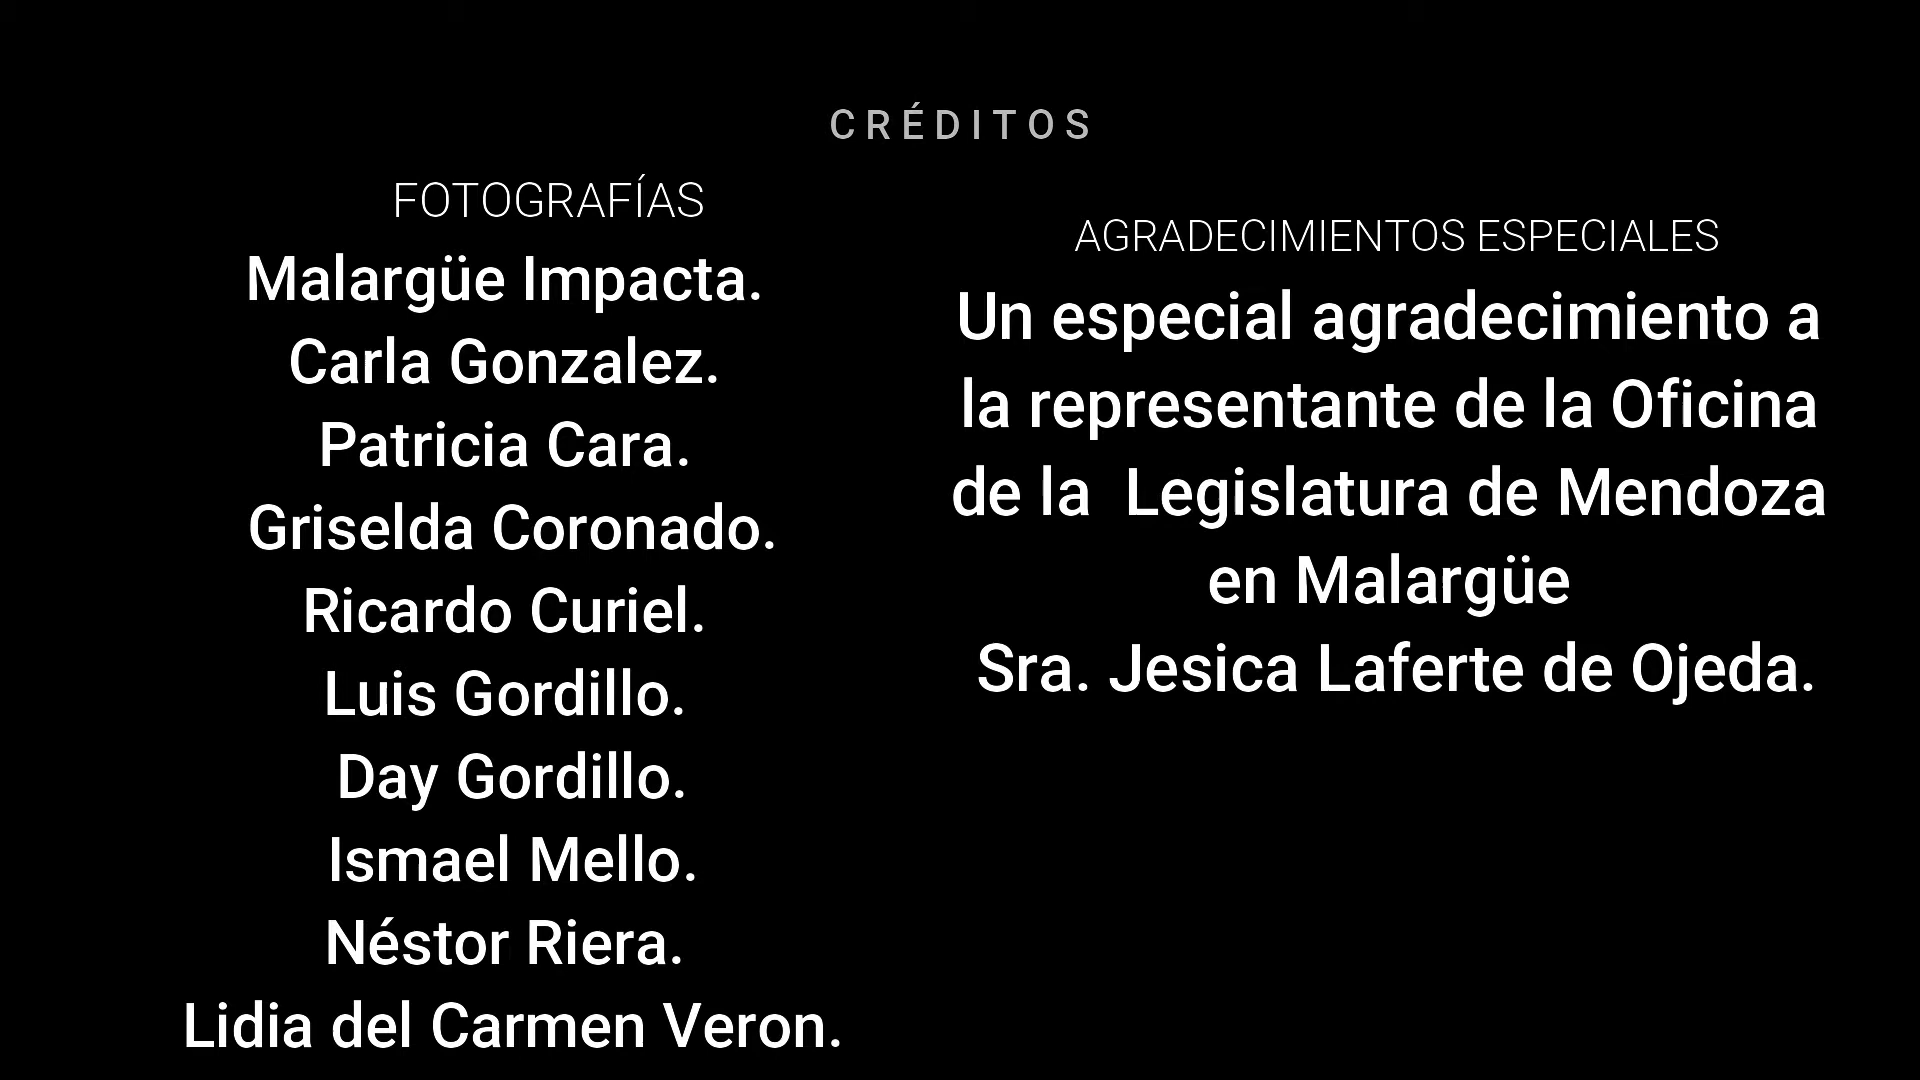 CRÉDITOS
FOTOGRAFÍAS
Malargüe Impacta.
Carla Gonzalez.
Patricia Cara.
Griselda Coronado.
Ricardo Curiel.
Luis Gordillo.
Day Gordillo.
Ismael Mello.
Néstor Riera.
Lidia del Carmen Veron.
AGRADECIMIENTOS ESPECIALES
Un especial agradecimiento a
la representante de la Oficina
de la  Legislatura de Mendoza
en Malargüe
Sra. Jesica Laferte de Ojeda.